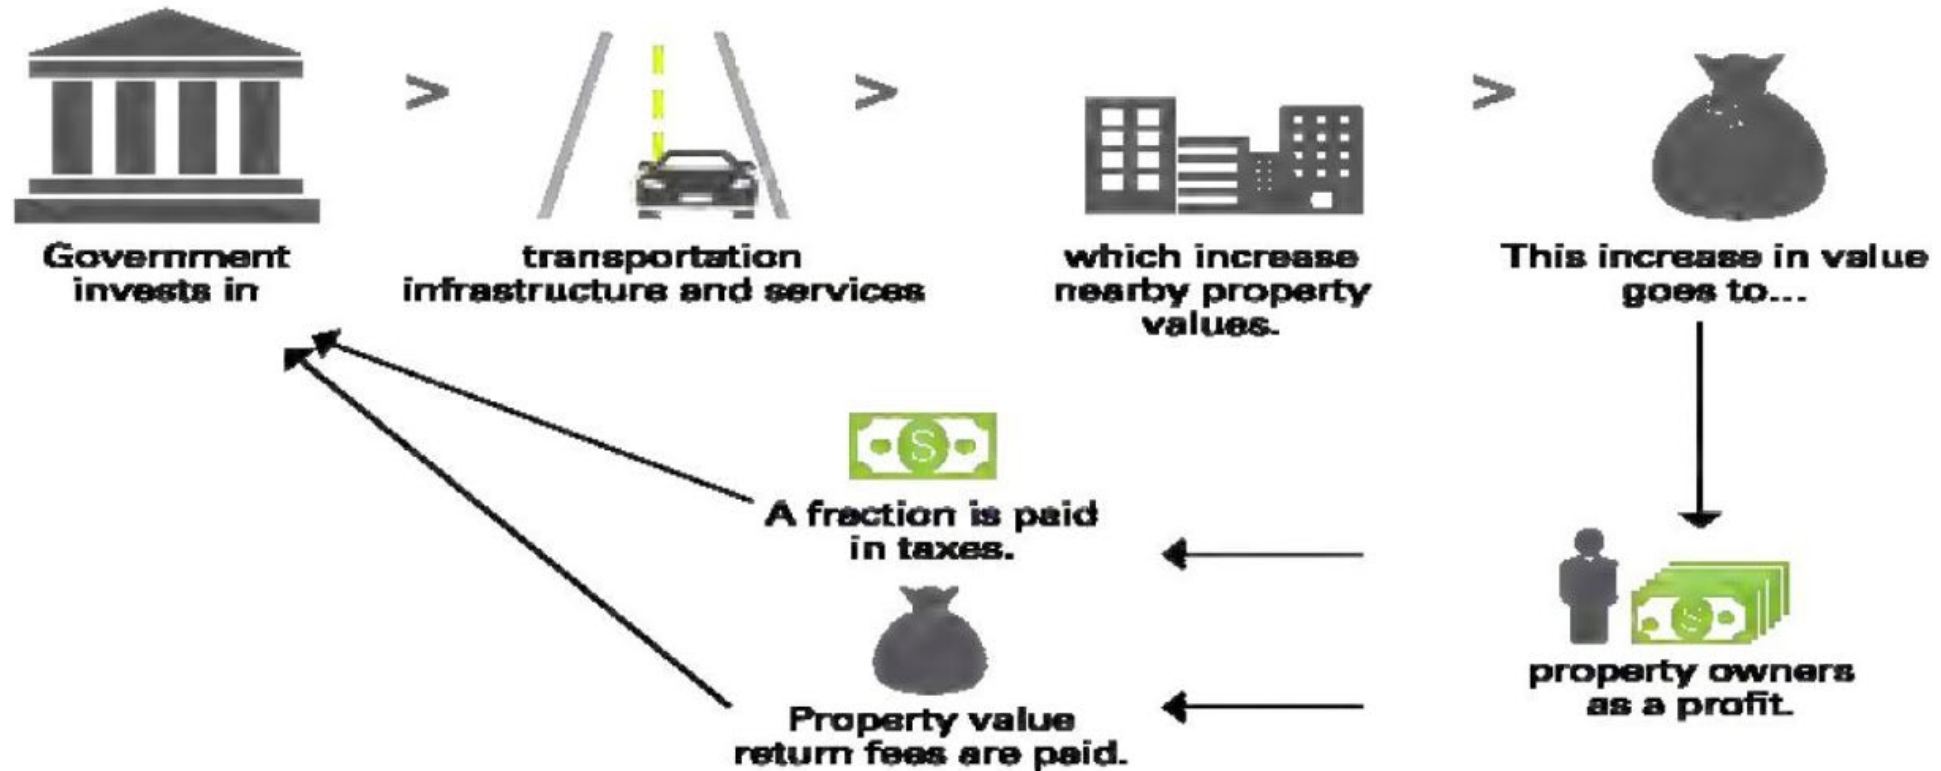 Government
invests in
>
transportation
infrastructure and services
>
which increase
nearby property
values.
>
This increase in value
goes to...
property owners
as a profit.
A fraction is paid
in taxes.
Property value
return fees are paid.